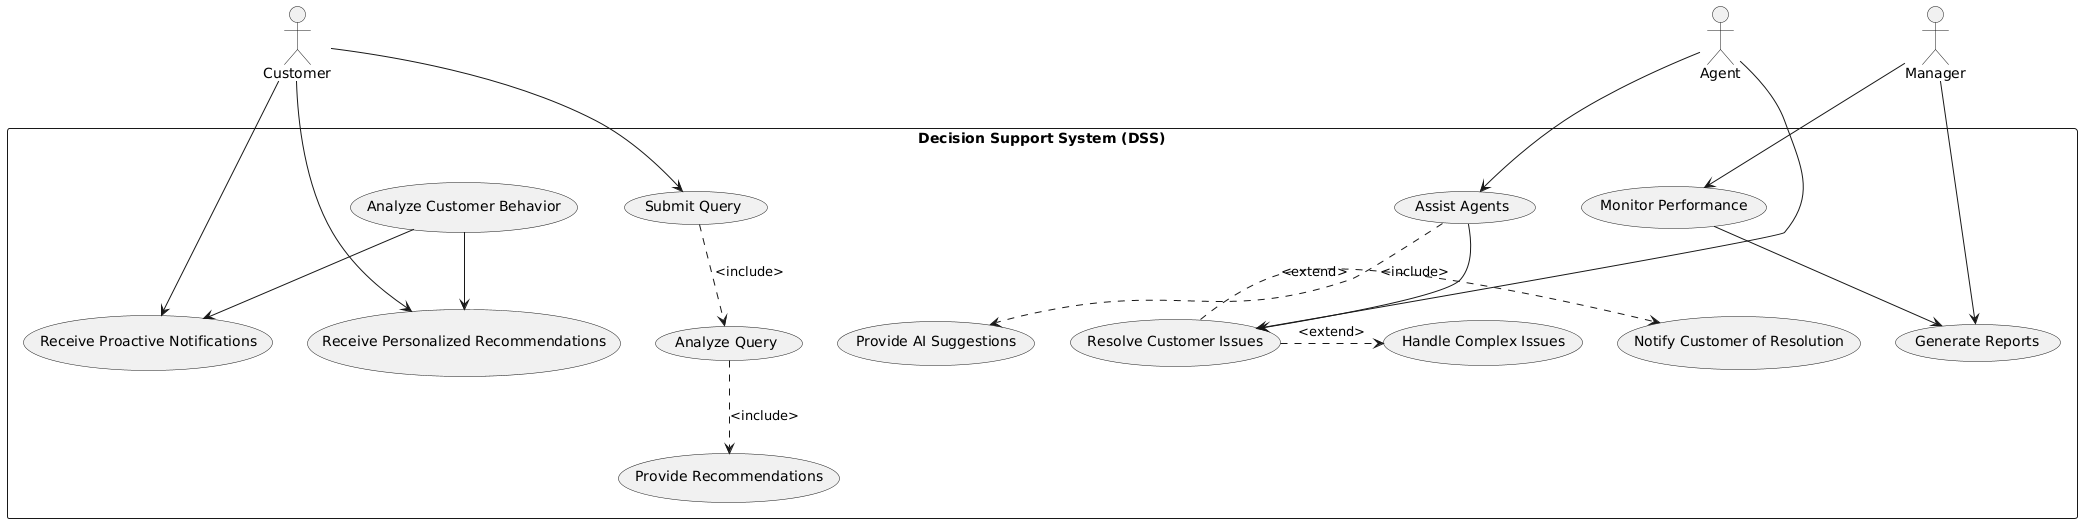 Customer
Agent
Manager
Decision Support System (DSS)
Analyze Customer Behavior
Submit Query
Assist Agents
Monitor Performance
<include>
<extend>
<include>
<extend>
Receive Proactive Notifications
Receive Personalized Recommendations
Analyze Query
Provide AI Suggestions
Resolve Customer Issues
Handle Complex Issues
Notify Customer of Resolution
Generate Reports
<include>
Provide Recommendations